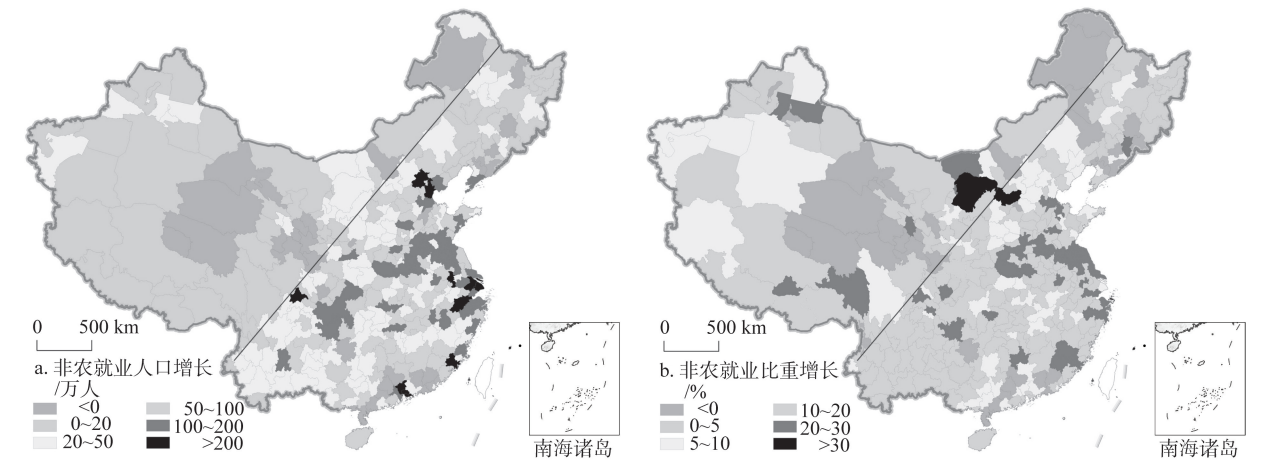 0 500 km
a. 非农就业人口增长
/万人
<0 50~100
0~20 100~200
20~50 >200
南海诸岛
0 500 km
b. 非农就业比重增长
/%
<0 10~20
0~5 20~30
5~10 >30
南海诸岛